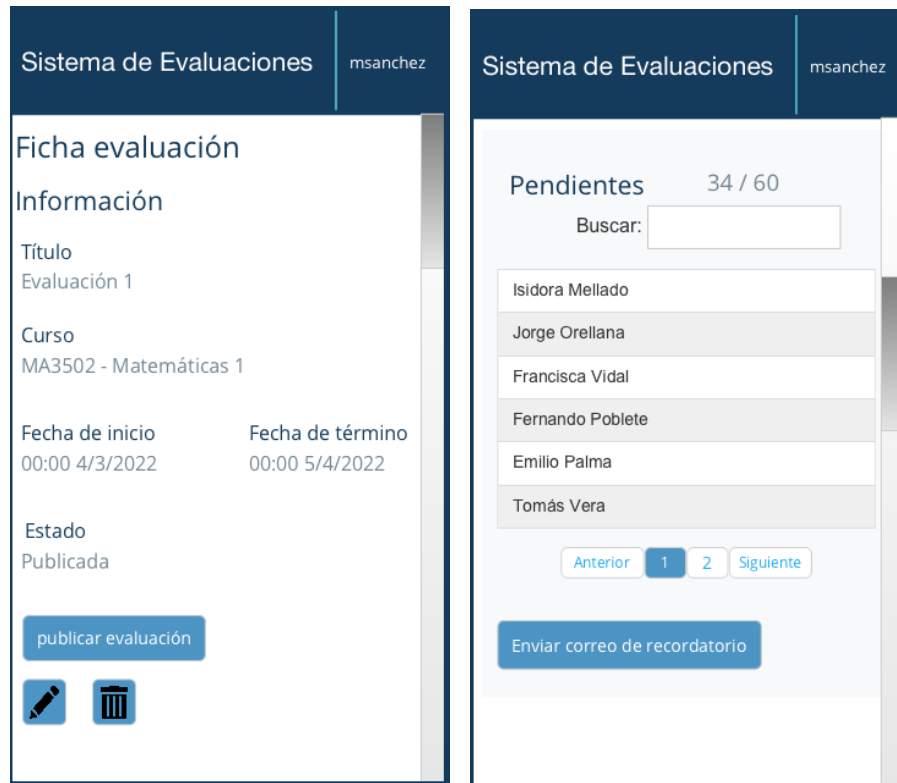 Sistema de Evaluaciones
msanchez
Ficha evaluación
Información
Título
Evaluación 1
Curso
MA3502 - Matemáticas 1
Fecha de inicio
Fecha de término
00:00 4/3/2022
00:00 5/4/2022
Estado
Publicada
publicar evaluación
Sistema de Evaluaciones
msanchez
Pendientes
34 / 60
Buscar:
Isidora Mellado
Jorge Orellana
Francisca Vidal
Fernando Poblete
Emilio Palma
Tomás Vera
Anterior 1 2 Siguiente
Enviar correo de recordatorio